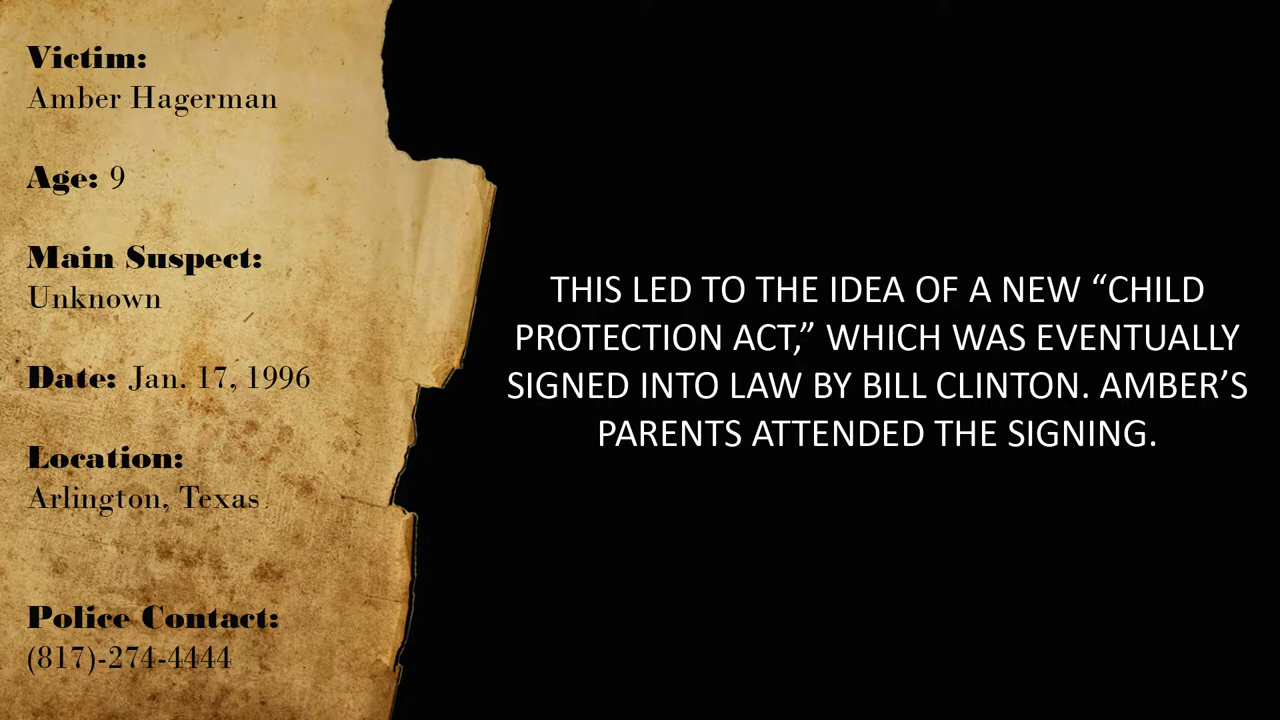 Victim:
Amber Hagerman
Age: 9
Main Suspect:
Unknown
Date: Jan. 17, 1996
Location:
Arlington, Texas
Police Contact:
(817)-274-4444
THIS LED TO THE IDEA OF A NEW “CHILD
PROTECTION ACT,” WHICH WAS EVENTUALLY
SIGNED INTO LAW BY BILL CLINTON. AMBER’S
PARENTS ATTENDED THE SIGNING.